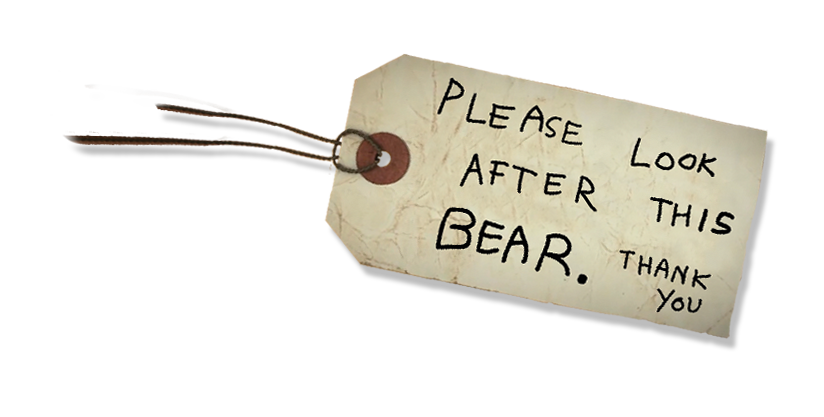 PLEASE LOOK
AFTER THIS
BEAR. THANK
YOU